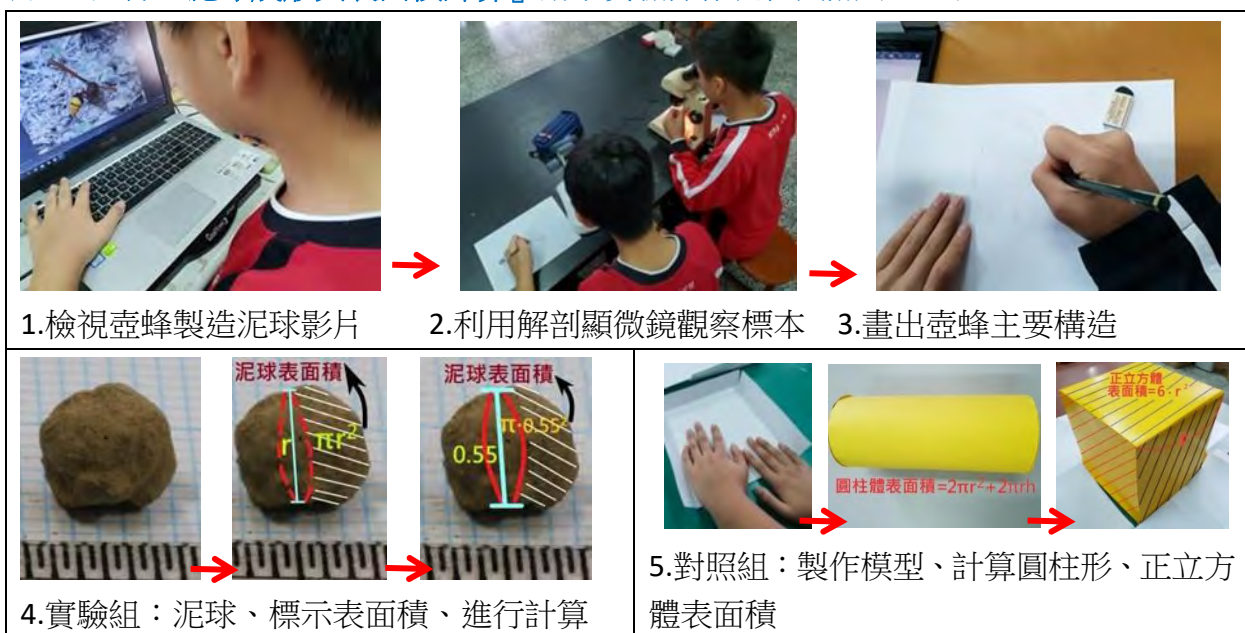 1.檢視壺蜂製造泥球影片
2.利用解剖顯微鏡觀察標本
3.畫出壺蜂主要構造
泥球表面積
r
πr²
泥球表面積
0.55
π·0.55²
4.實驗組：泥球、標示表面積、進行計算
圓柱體表面積=2πr²+2πrh
正立方體
表面積=6·r²
5.對照組：製作模型、計算圓柱形、正立方
體表面積